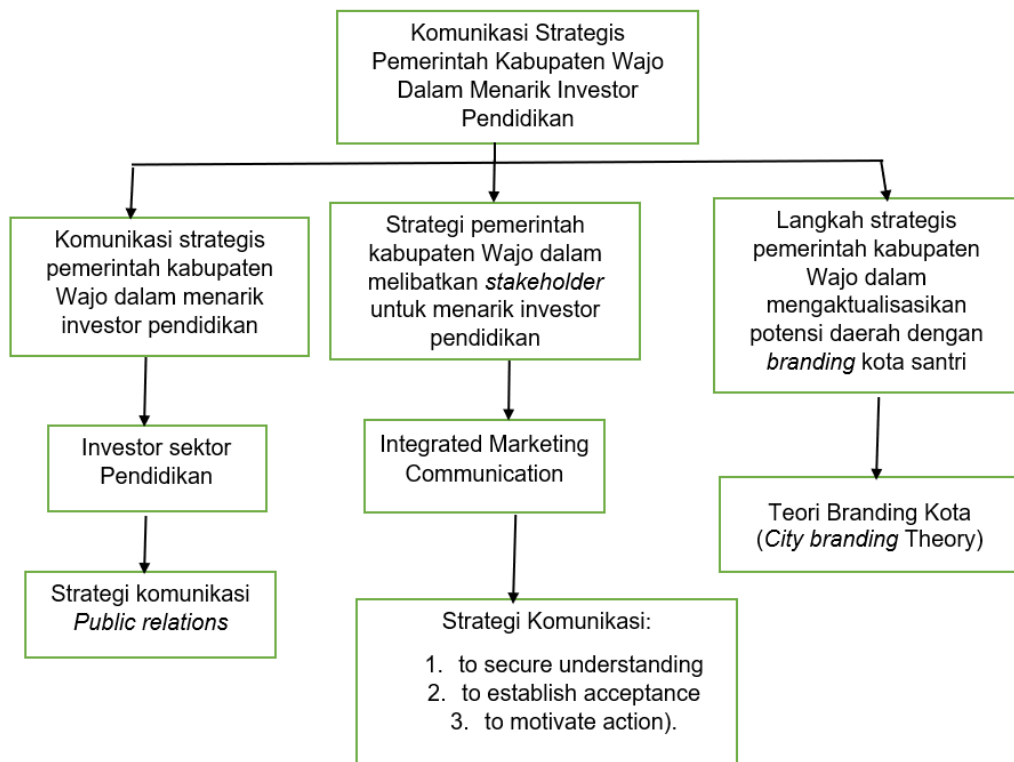 Komunikasi Strategis
Pemerintah Kabupaten Wajo
Dalam Menarik Investor
Pendidikan
Komunikasi strategis
pemerintah kabupaten
Wajo dalam menarik
investor pendidikan
Strategi pemerintah
kabupaten Wajo dalam
melibatkan stakeholder
untuk menarik investor
pendidikan
Langkah strategis
pemerintah kabupaten
Wajo dalam
mengaktualisasikan
potensi daerah dengan
branding kota santri
Investor sektor
Pendidikan
Integrated Marketing
Communication
Teori Branding Kota
(City branding Theory)
Strategi komunikasi
Public relations
Strategi Komunikasi:
1. to secure understanding
2. to establish acceptance
3. to motivate action).